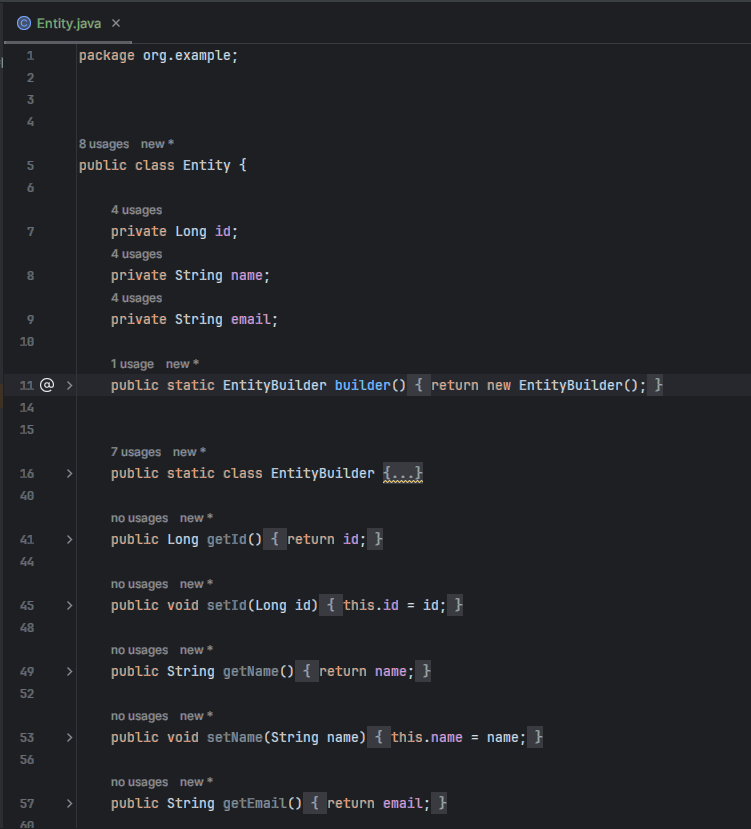 Entity.java
1 package org.example;
2
3
4
8 usages new *
5 public class Entity {
6
4 usages
7 private Long id;
4 usages
8 private String name;
4 usages
9 private String email;
10
1 usage new *
11 @ public static EntityBuilder builder() { return new EntityBuilder(); }
14
15
7 usages new *
16 public static class EntityBuilder {...}
40
no usages new *
41 public Long getId() { return id; }
44
no usages new *
45 public void setId(Long id) { this.id = id; }
48
no usages new *
49 public String getName() { return name; }
52
no usages new *
53 public void setName(String name) { this.name = name; }
56
no usages new *
57 public String getEmail() { return email; }
60